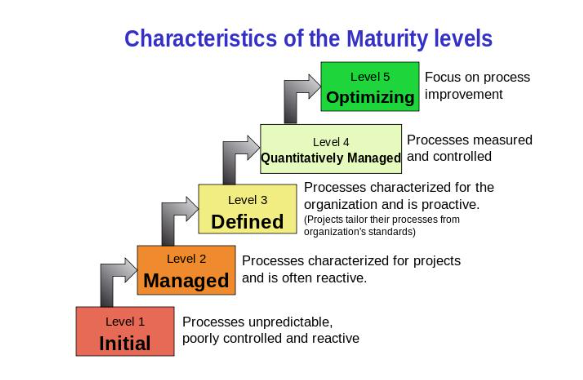 Characteristics of the Maturity levels
Level 5
Optimizing
Focus on process
improvement
Level 4
Quantitatively Managed
Processes measured
and controlled
Level 3
Defined
Processes characterized for the
organization and is proactive.
(Projects tailor their processes from
organization's standards)
Level 2
Managed
Processes characterized for projects
and is often reactive.
Level 1
Initial
Processes unpredictable,
poorly controlled and reactive